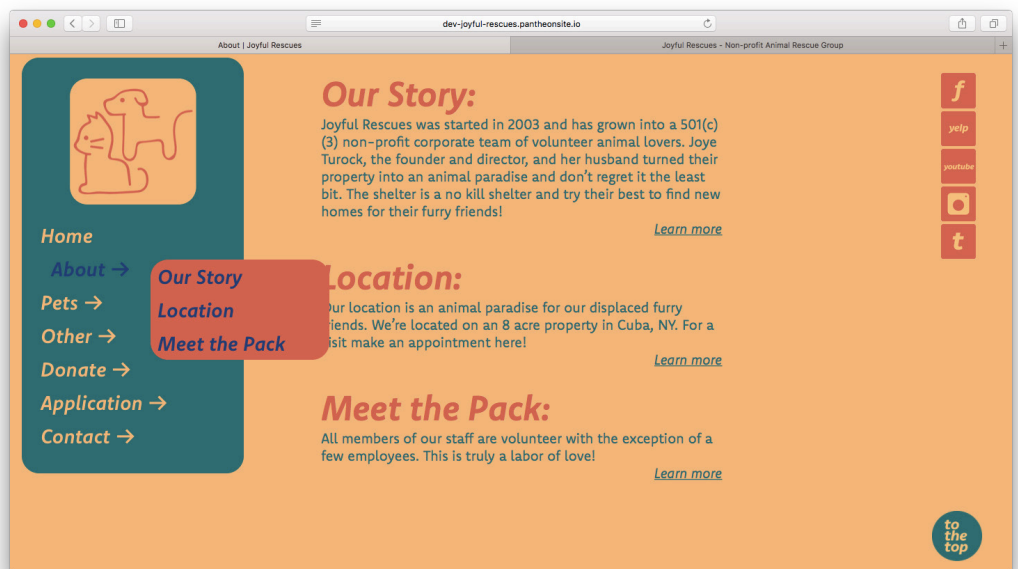 dev-joyful-rescues.pantheonsite.io
About | Joyful Rescues
Joyful Rescues - Non-profit Animal Rescue Group
Home
About →
Pets →
Other →
Donate →
Application →
Contact →
Our Story
Location
Meet the Pack
Our Story:
Joyful Rescues was started in 2003 and has grown into a 501(c)
(3) non-profit corporate team of volunteer animal lovers. Joye
Turock, the founder and director, and her husband turned their
property into an animal paradise and don't regret it the least
bit. The shelter is a no kill shelter and try their best to find new
homes for their furry friends!
Learn more
Location:
Our location is an animal paradise for our displaced furry
friends. We're located on an 8 acre property in Cuba, NY. For a
visit make an appointment here!
Learn more
Meet the Pack:
All members of our staff are volunteer with the exception of a
few employees. This is truly a labor of love!
Learn more
f
yelp
youtube
t
to
the
top